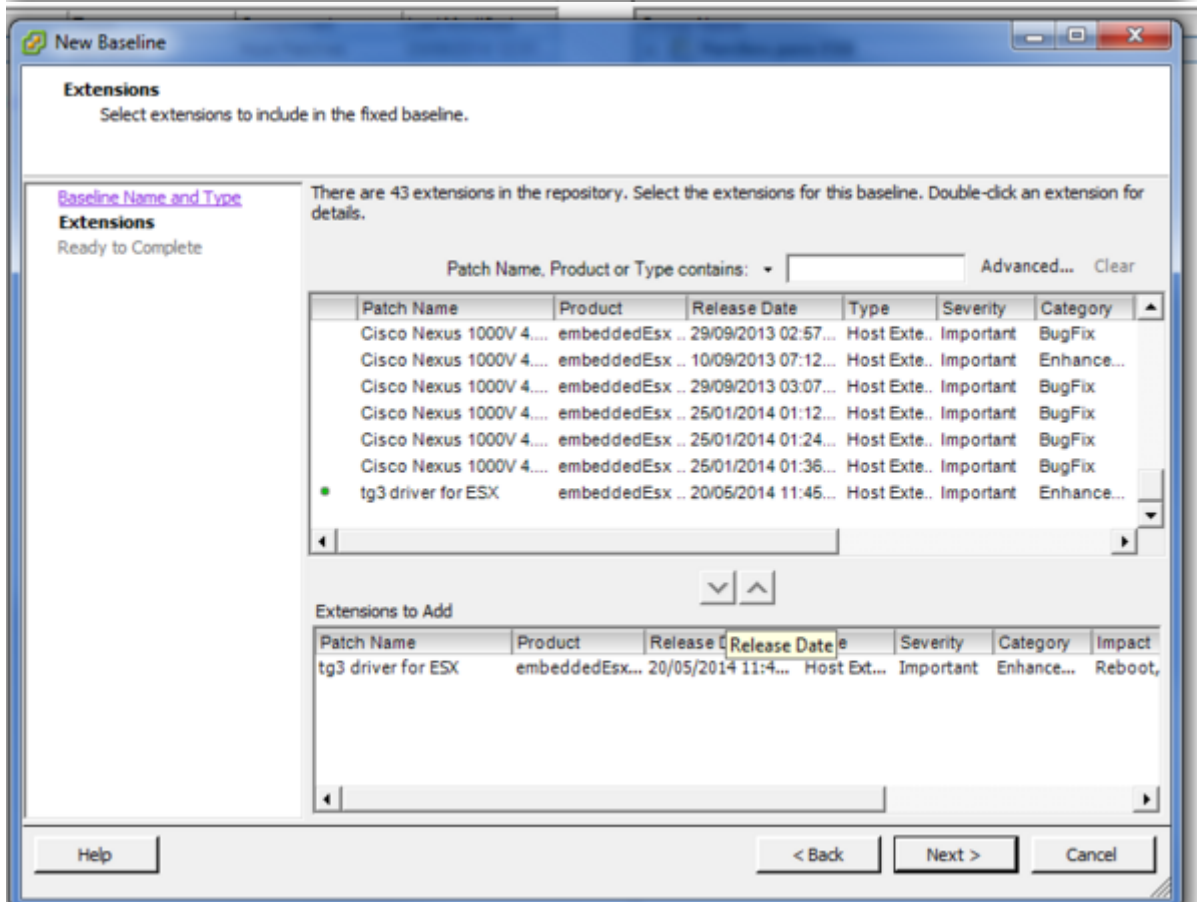 New Baseline
Extensions
Select extensions to include in the fixed baseline.
Baseline Name and Type
Extensions
Ready to Complete
There are 43 extensions in the repository. Select the extensions for this baseline. Double-click an extension for
details.
Patch Name, Product or Type contains: Advanced... Clear
Patch Name Product Release Date Type Severity Category
Cisco Nexus 1000V 4.... embeddedEsx .. 29/09/2013 02:57... Host Exte.. Important BugFix
Cisco Nexus 1000V 4.... embeddedEsx .. 10/09/2013 07:12... Host Exte.. Important Enhance...
Cisco Nexus 1000V 4.... embeddedEsx .. 29/09/2013 03:07... Host Exte.. Important BugFix
Cisco Nexus 1000V 4.... embeddedEsx .. 25/01/2014 01:12... Host Exte.. Important BugFix
Cisco Nexus 1000V 4.... embeddedEsx .. 25/01/2014 01:24... Host Exte.. Important BugFix
Cisco Nexus 1000V 4.... embeddedEsx .. 25/01/2014 01:36... Host Exte.. Important BugFix
tg3 driver for ESX embeddedEsx .. 20/05/2014 11:45... Host Exte.. Important Enhance...
Extensions to Add
Patch Name Product Release Release Date e Severity Category Impact
tg3 driver for ESX embeddedEsx... 20/05/2014 11:4... Host Ext... Important Enhance... Reboot,
Help < Back Next > Cancel